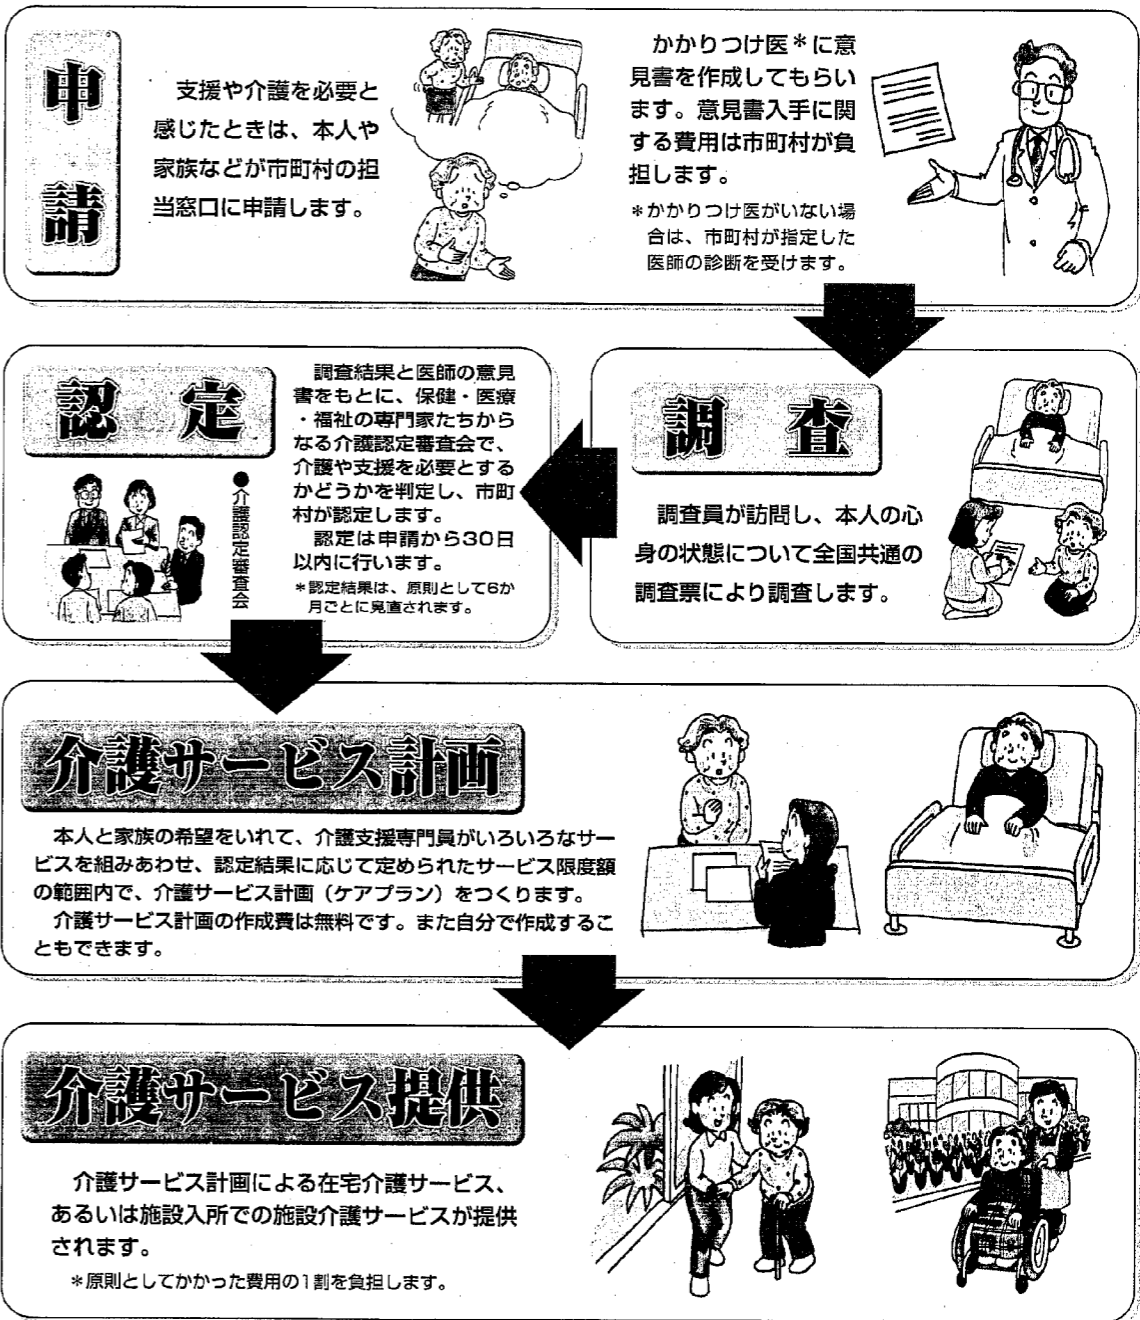 申請
支援や介護を必要と
感じたときは、本人や
家族などが市町村の担
当窓口に申請します。
かかりつけ医＊に意
見書を作成してもらい
ます。意見書入手に関
する費用は市町村が負
担します。
＊かかりつけ医がいない場
合は、市町村が指定した
医師の診断を受けます。
調査
調査員が訪問し、本人の心
身の状態について全国共通の
調査票により調査します。
認定
調査結果と医師の意見
書をもとに、保健・医療
・福祉の専門家たちから
なる介護認定審査会で、
介護や支援を必要とする
かどうかを判定し、市町
村が認定します。
認定は申請から30日
以内に行います。
＊認定結果は、原則として6か
月ごとに見直されます。
●介護認定審査会
介護サービス計画
本人と家族の希望をいれて、介護支援専門員がいろいろなサー
ビスを組みあわせ、認定結果に応じて定められたサービス限度額
の範囲内で、介護サービス計画（ケアプラン）をつくります。
介護サービス計画の作成費は無料です。また自分で作成するこ
ともできます。
介護サービス提供
介護サービス計画による在宅介護サービス、
あるいは施設入所での施設介護サービスが提供
されます。
＊原則としてかかった費用の1割を負担します。